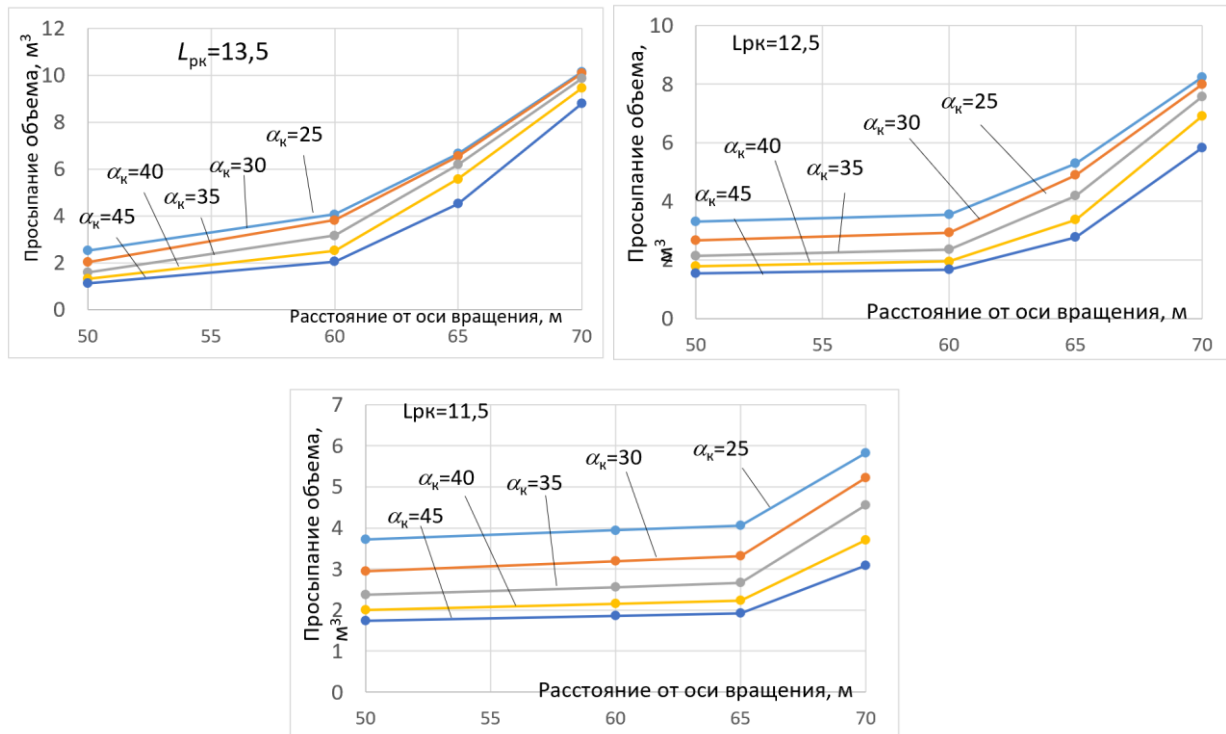 Просыпание объема, м³
12
10
8
6
4
2
0
Lрк=13,5
αк=25
αк=40
αк=30
αк=35
αк=45
Расстояние от оси вращения, м
50 55 60 65 70
Просыпание объема,
м³
10
8
6
4
2
0
Lрк=12,5
αк=25
αк=30
αк=40
αк=35
αк=45
Расстояние от оси вращения, м
50 55 60 65 70
Просыпание объема,
м³
7
6
5
4
3
2
1
0
Lрк=11,5
αк=25
αк=30
αк=40
αк=35
αк=45
Расстояние от оси вращения, м
50 55 60 65 70